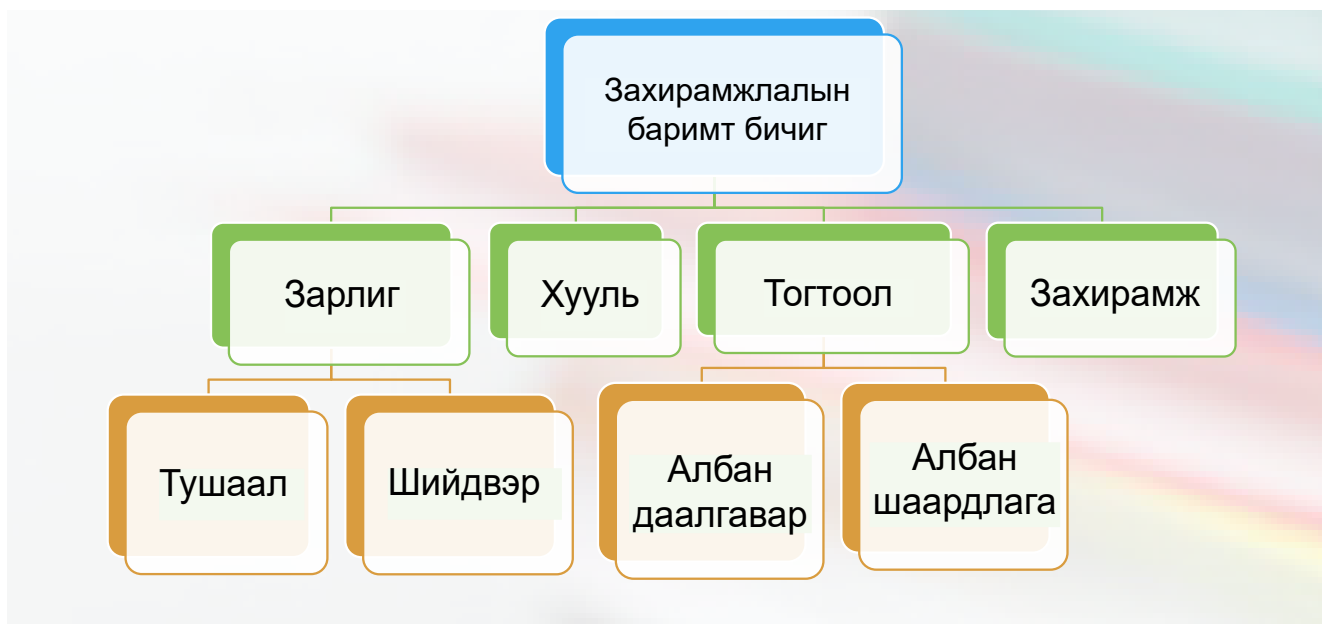 Захирамжлалын
баримт бичиг
Зарлиг
Хууль
Тогтоол
Захирамж
Тушаал
Шийдвэр
Албан
даалгавар
Албан
шаардлага